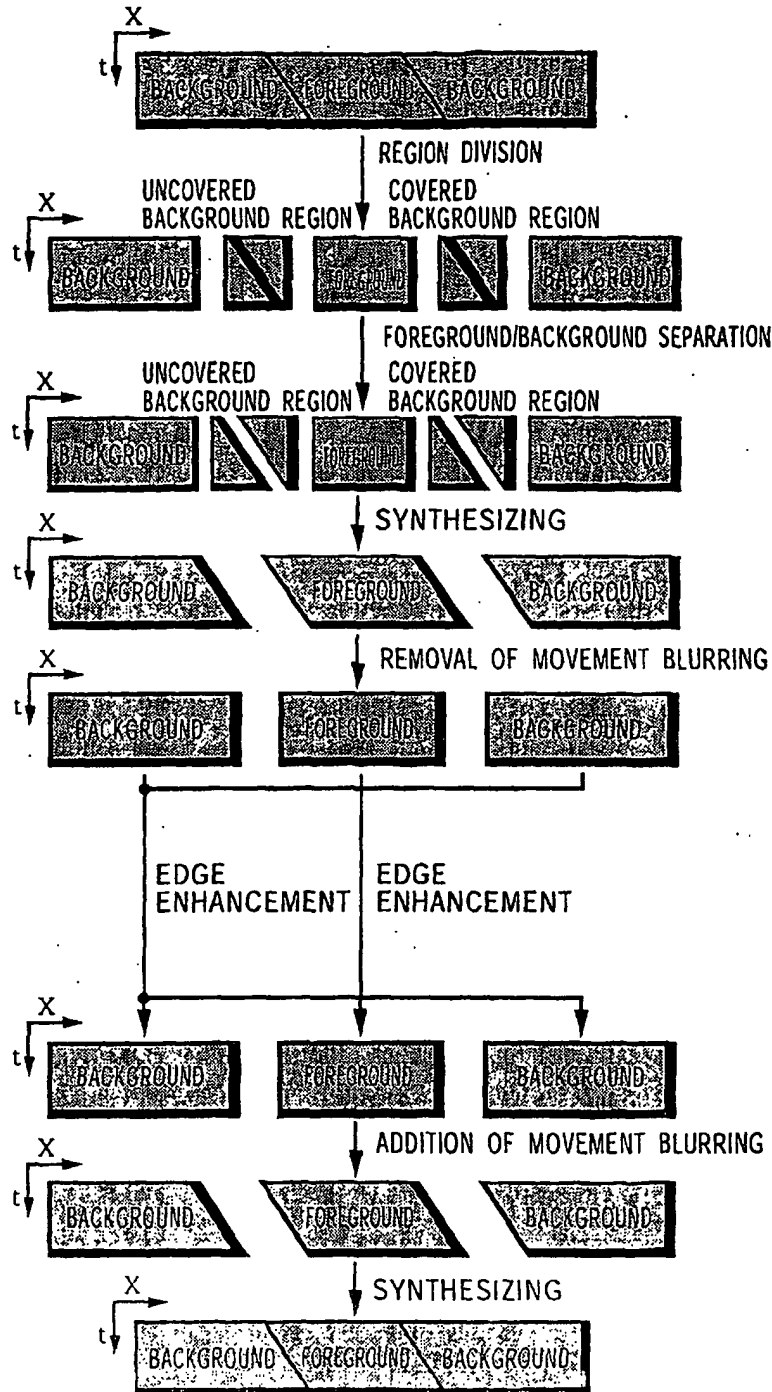 X
t
BACKGROUND FOREGROUND BACKGROUND
REGION DIVISION
UNCOVERED
BACKGROUND REGION
COVERED
BACKGROUND REGION
X
t
BACKGROUND FOREGROUND BACKGROUND
FOREGROUND/BACKGROUND SEPARATION
UNCOVERED
BACKGROUND REGION
COVERED
BACKGROUND REGION
X
t
BACKGROUND FOREGROUND BACKGROUND
SYNTHESIZING
X
t
BACKGROUND FOREGROUND BACKGROUND
REMOVAL OF MOVEMENT BLURRING
X
t
BACKGROUND FOREGROUND BACKGROUND
EDGE
ENHANCEMENT
EDGE
ENHANCEMENT
X
t
BACKGROUND FOREGROUND BACKGROUND
ADDITION OF MOVEMENT BLURRING
X
t
BACKGROUND FOREGROUND BACKGROUND
SYNTHESIZING
X
t
BACKGROUND FOREGROUND BACKGROUND